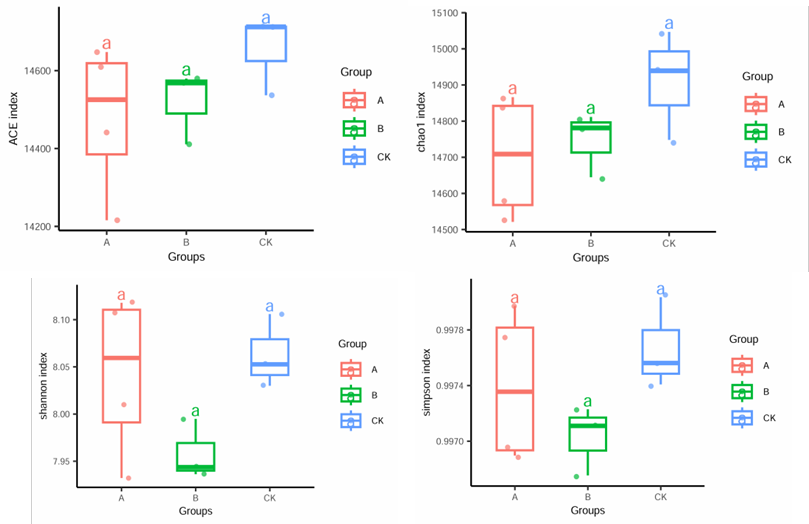 ACE index
14600
14400
14200
a
a
a
A
B
CK
Groups
Group
A
B
CK
chao1 index
15100
15000
14900
14800
14700
14600
14500
a
a
a
A
B
CK
Groups
Group
A
B
CK
shannon index
8.10
8.05
8.00
7.95
a
a
a
A
B
CK
Groups
Group
A
B
CK
simpson index
0.9978
0.9974
0.9970
a
a
a
A
B
CK
Groups
Group
A
B
CK